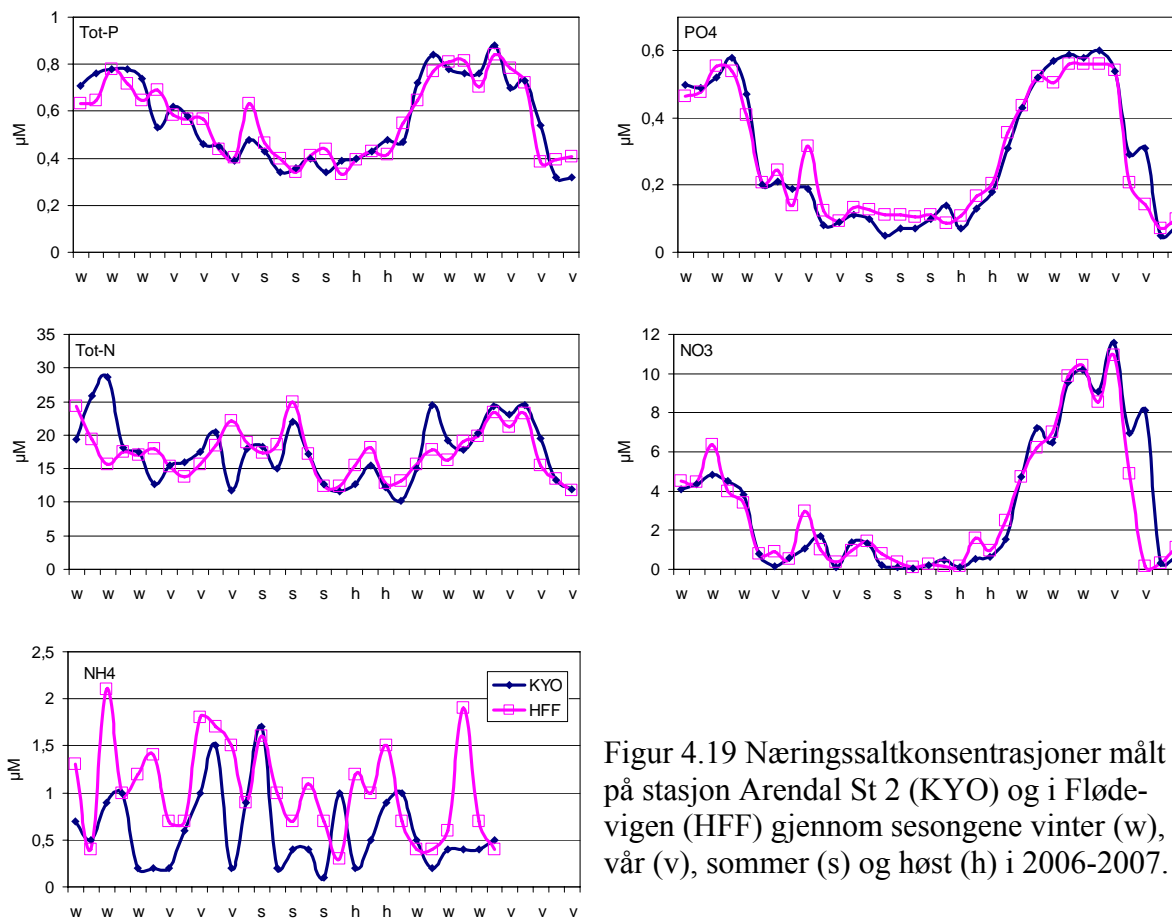 Tot-P
1
0,8
0,6
0,4
0,2
0
µM
w w w v v v s s s h h w w w v v v
PO4
0,6
0,4
0,2
0
µM
w w w v v v s s s h h w w w v v
Tot-N
35
30
25
20
15
10
5
0
µM
w w w v v v s s s h h w w w v v v
NO3
12
10
8
6
4
2
0
µM
w w w v v v s s s h h w w w v v
NH4
2,5
2
1,5
1
0,5
0
µM
KYO
HFF
w w w v v v s s s h h w w w v v v
Figur 4.19 Næringssaltkonsentrasjoner målt
på stasjon Arendal St 2 (KYO) og i Fløde-
vigen (HFF) gjennom sesongene vinter (w),
vår (v), sommer (s) og høst (h) i 2006-2007.